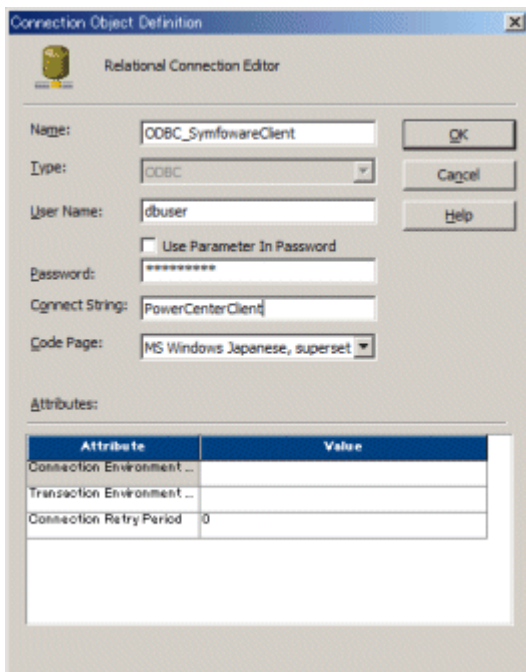 Connection Object Definition
Relational Connection Editor
Name: ODBC_SymfowareClient OK
Type: ODBC Cancel
User Name: dbuser Help
Use Parameter In Password
Password: *********
Connect String: PowerCenterClient
Code Page: MS Windows Japanese, superset
Attributes:
Attribute Value
Connection Environment ...
Transaction Environment ...
Connection Retry Period 0